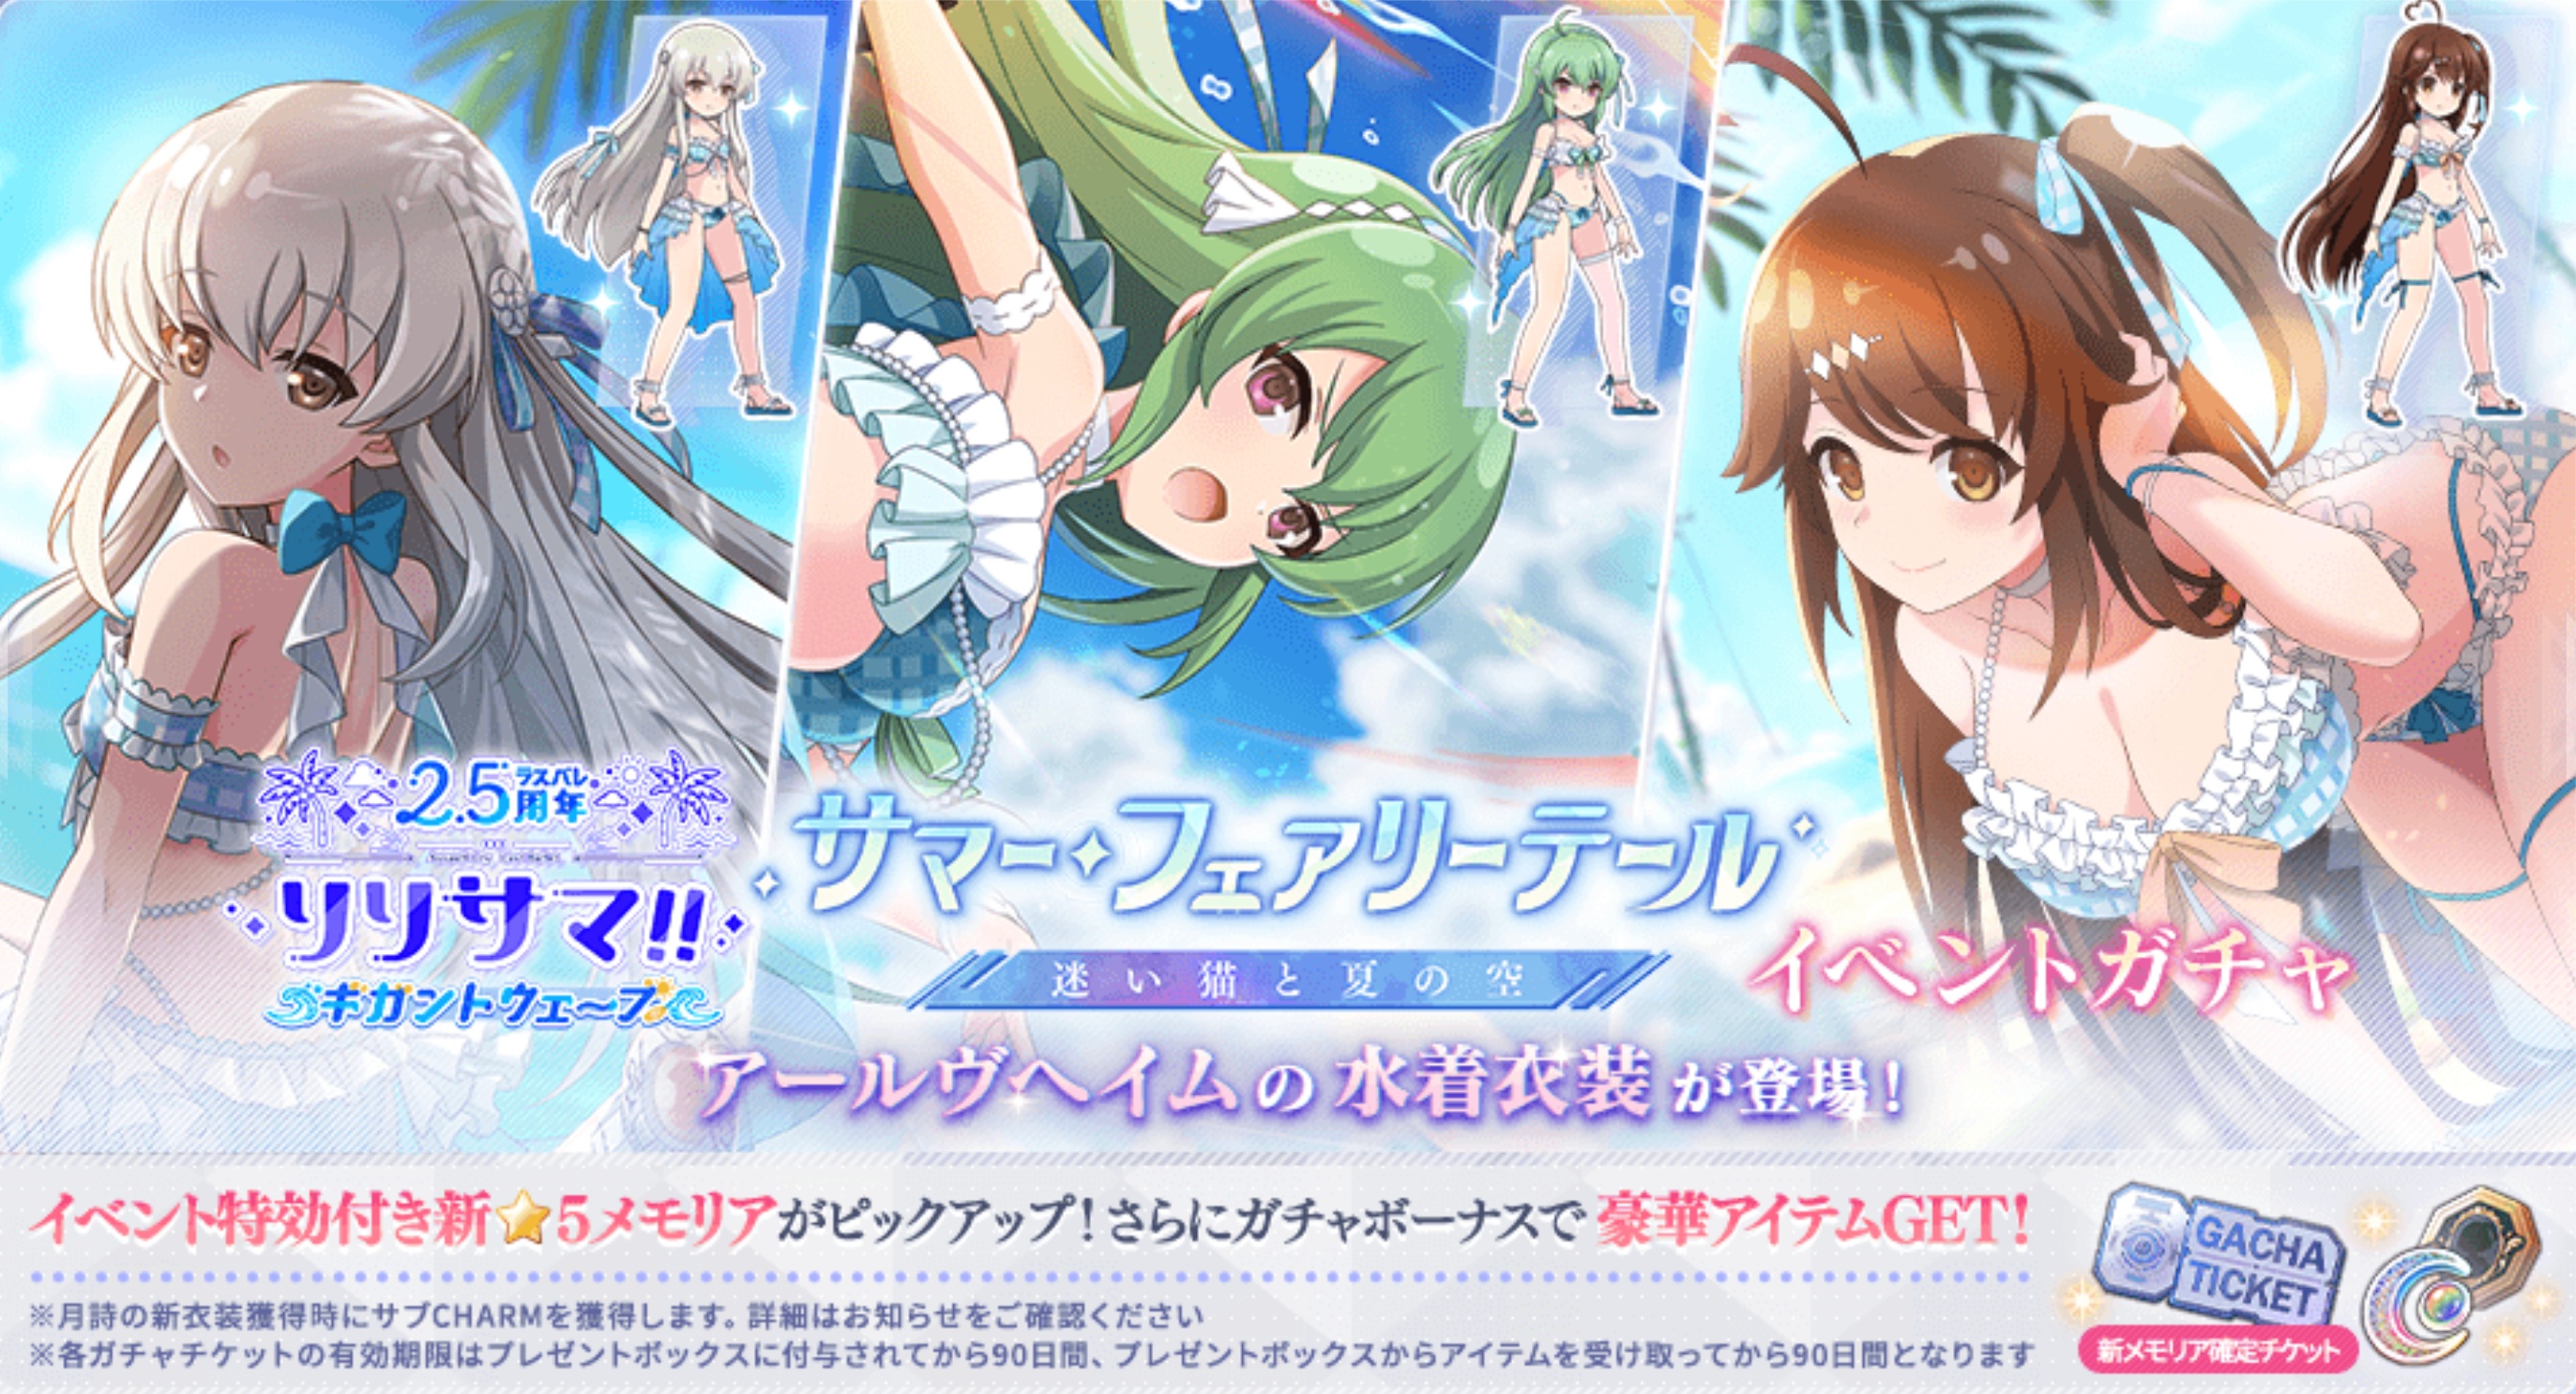 2.5ラスバレ周年
リリサマ!!
ギガントウェ～ブ
サマー・フェアリーテール
迷い猫と夏の空
イベントガチャ
アールヴヘイムの水着衣装が登場!
イベント特効付き新★5メモリアがピックアップ!さらにガチャボーナスで豪華アイテムGET!
※月詩の新衣装獲得時にサブCHARMを獲得します。詳細はお知らせをご確認ください
※各ガチャチケットの有効期限はプレゼントボックスに付与されてから90日間、プレゼントボックスからアイテムを受け取ってから90日間となります
GACHA
TICKET
新メモリア確定チケット